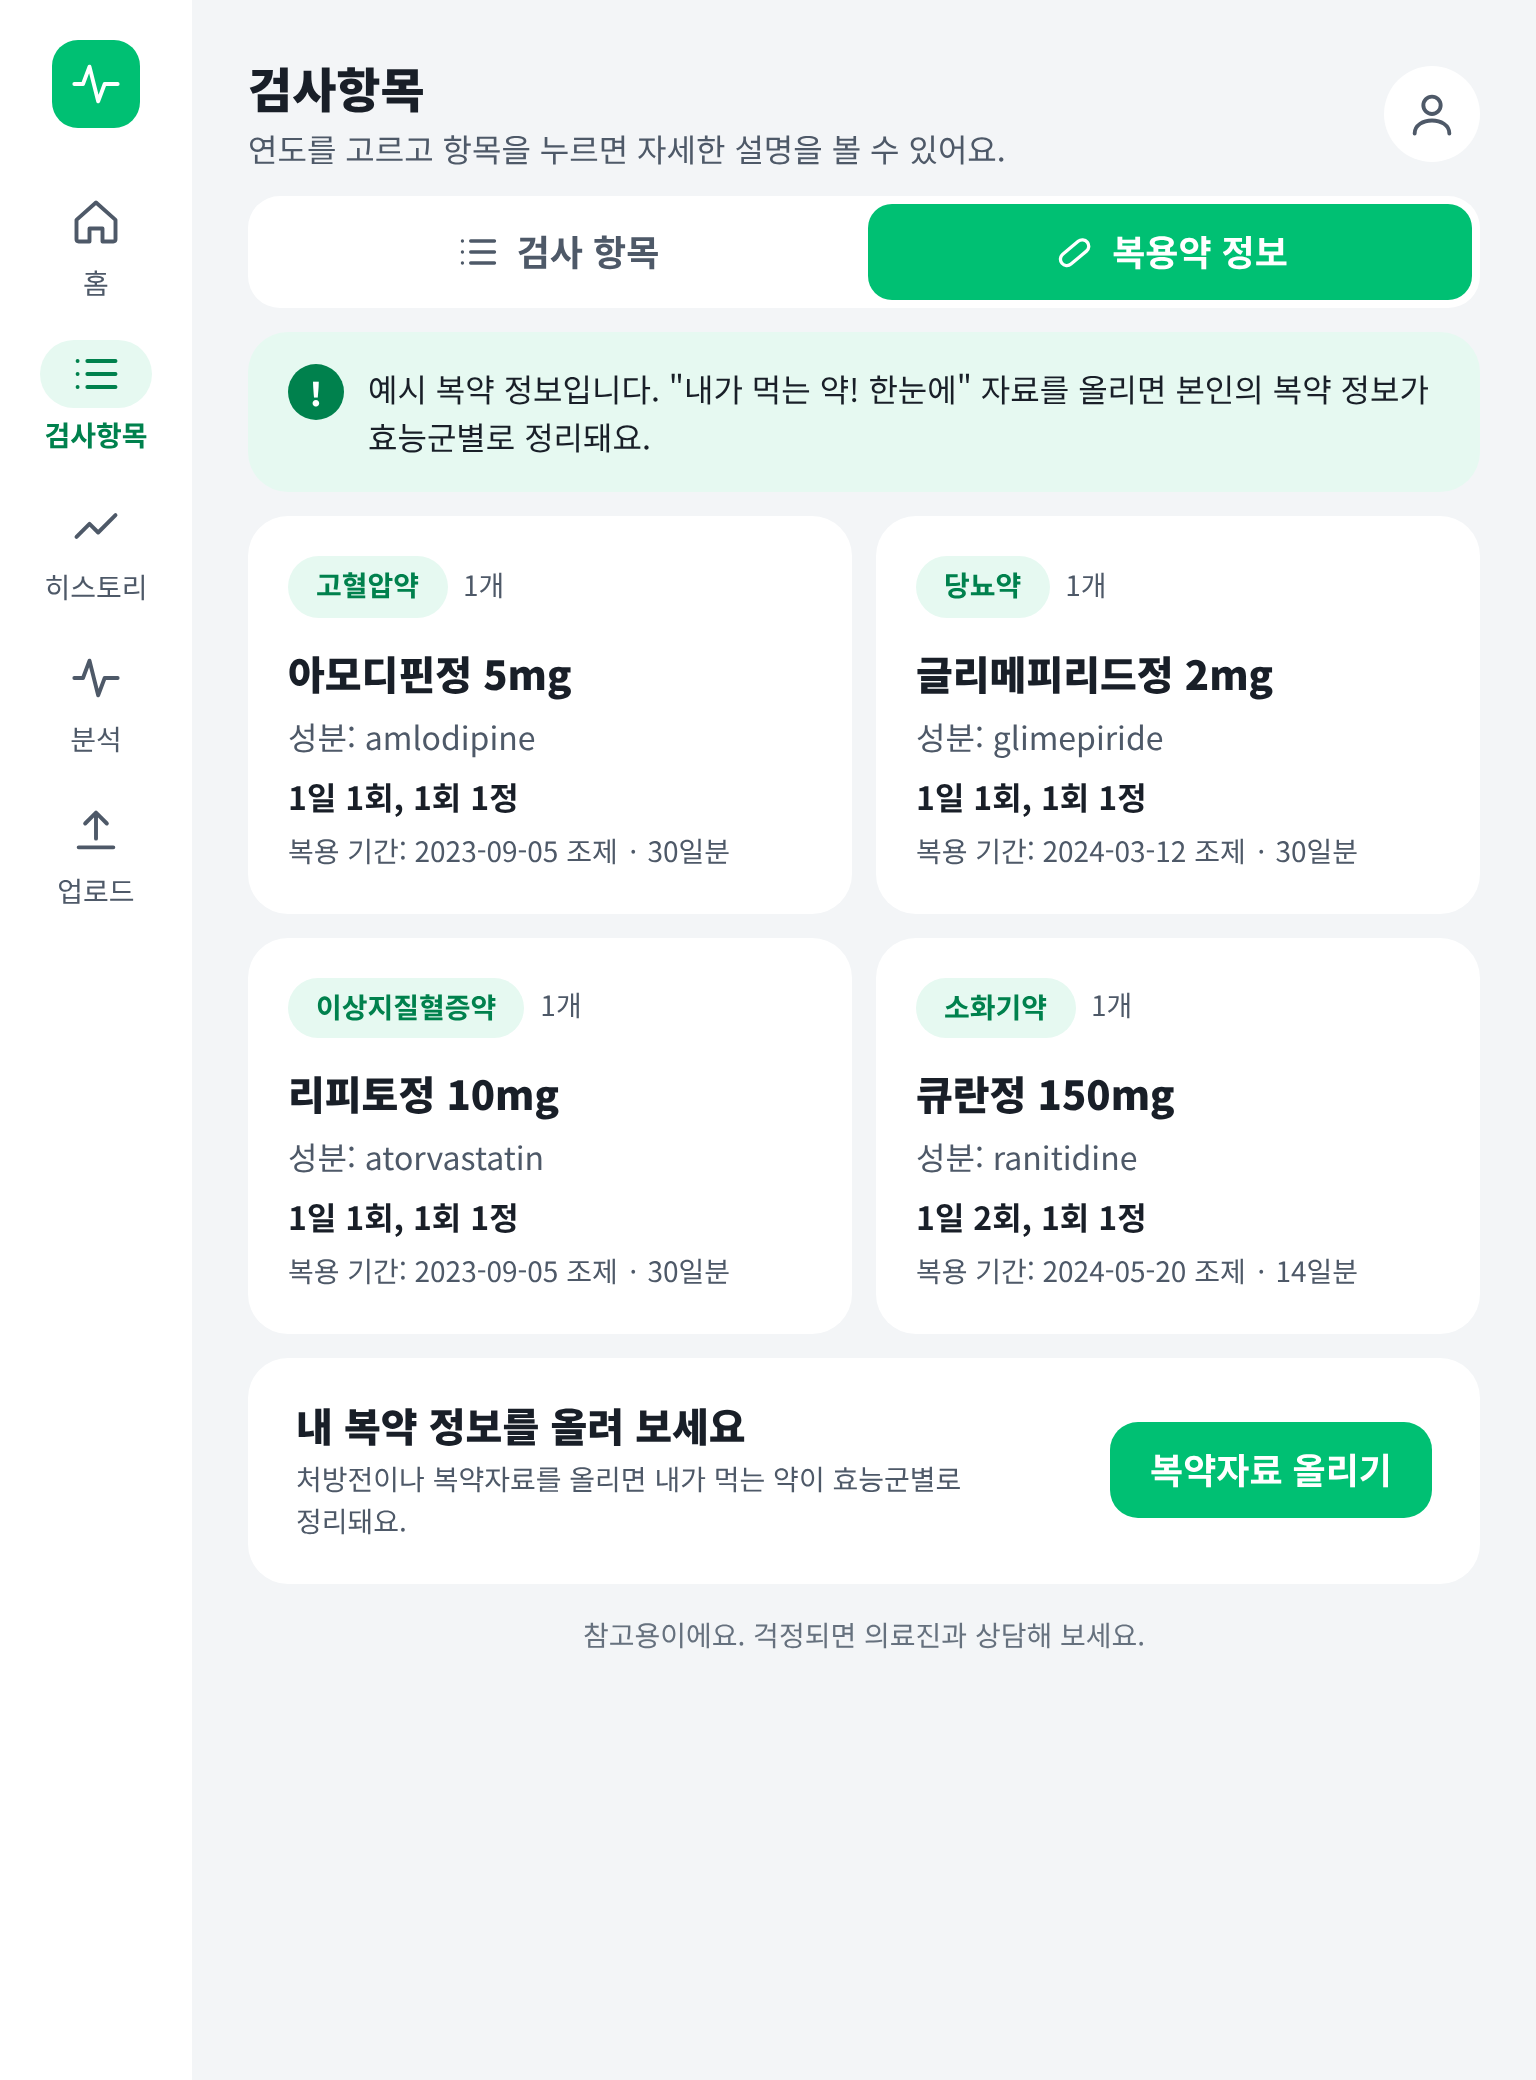 검사항목
연도를 고르고 항목을 누르면 자세한 설명을 볼 수 있어요.
홈
검사항목
히스토리
분석
업로드
검사 항목
복용약 정보
예시 복약 정보입니다. "내가 먹는 약! 한눈에" 자료를 올리면 본인의 복약 정보가
효능군별로 정리돼요.
고혈압약 1개
아모디핀정 5mg
성분: amlodipine
1일 1회, 1회 1정
복용 기간: 2023-09-05 조제 · 30일분
당뇨약 1개
글리메피리드정 2mg
성분: glimepiride
1일 1회, 1회 1정
복용 기간: 2024-03-12 조제 · 30일분
이상지질혈증약 1개
리피토정 10mg
성분: atorvastatin
1일 1회, 1회 1정
복용 기간: 2023-09-05 조제 · 30일분
소화기약 1개
큐란정 150mg
성분: ranitidine
1일 2회, 1회 1정
복용 기간: 2024-05-20 조제 · 14일분
내 복약 정보를 올려 보세요
처방전이나 복약자료를 올리면 내가 먹는 약이 효능군별로
정리돼요.
복약자료 올리기
참고용이에요. 걱정되면 의료진과 상담해 보세요.